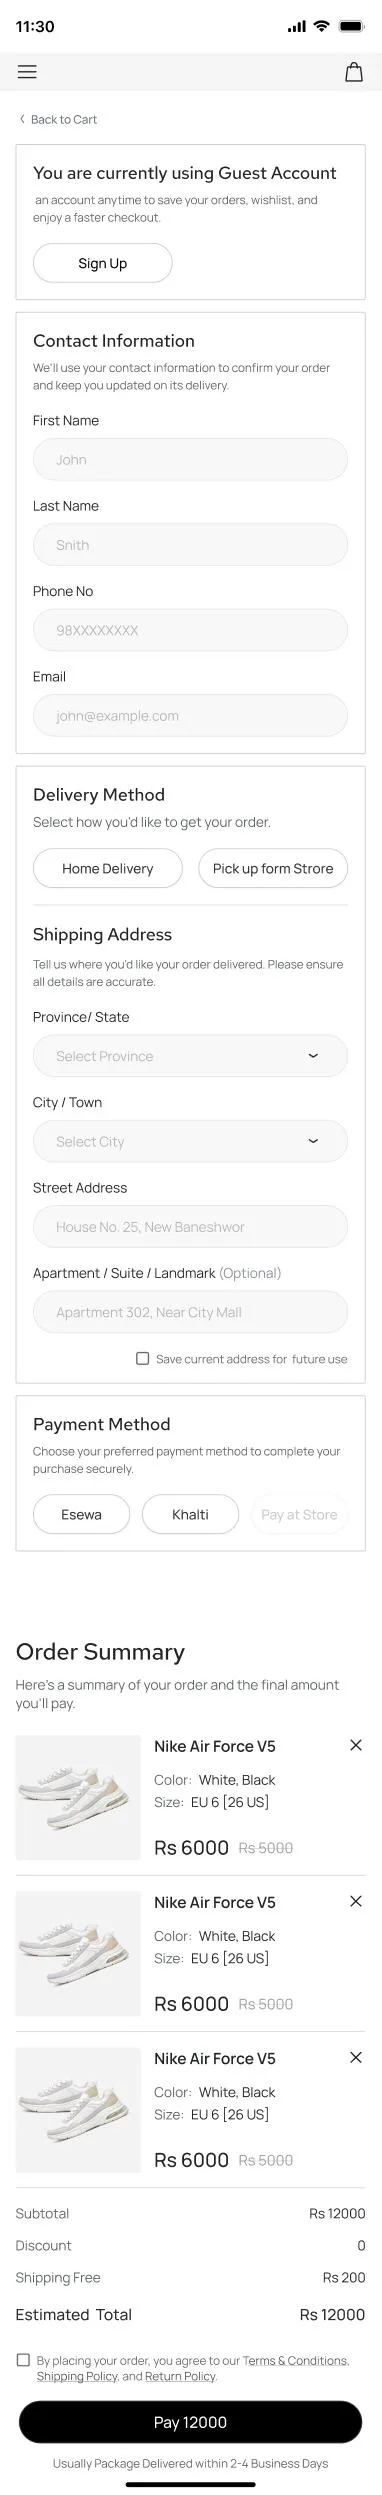 11:30
Back to Cart
You are currently using Guest Account
an account anytime to save your orders, wishlist, and
enjoy a faster checkout.
Sign Up
Contact Information
We'll use your contact information to confirm your order
and keep you updated on its delivery.
First Name
John
Last Name
Snith
Phone No
98XXXXXXXX
Email
john@example.com
Delivery Method
Select how you'd like to get your order.
Home Delivery
Pick up form Strore
Shipping Address
Tell us where you'd like your order delivered. Please ensure
all details are accurate.
Province/ State
Select Province
City / Town
Select City
Street Address
House No. 25, New Baneshwor
Apartment / Suite / Landmark (Optional)
Apartment 302, Near City Mall
Save current address for future use
Payment Method
Choose your preferred payment method to complete your
purchase securely.
Esewa
Khalti
Pay at Store
Order Summary
Here's a summary of your order and the final amount
you'll pay.
Nike Air Force V5
Color: White, Black
Size: EU 6 [26 US]
Rs 6000 Rs 5000
Nike Air Force V5
Color: White, Black
Size: EU 6 [26 US]
Rs 6000 Rs 5000
Nike Air Force V5
Color: White, Black
Size: EU 6 [26 US]
Rs 6000 Rs 5000
Subtotal Rs 12000
Discount 0
Shipping Free Rs 200
Estimated Total Rs 12000
By placing your order, you agree to our Terms & Conditions,
Shipping Policy, and Return Policy.
Pay 12000
Usually Package Delivered within 2-4 Business Days